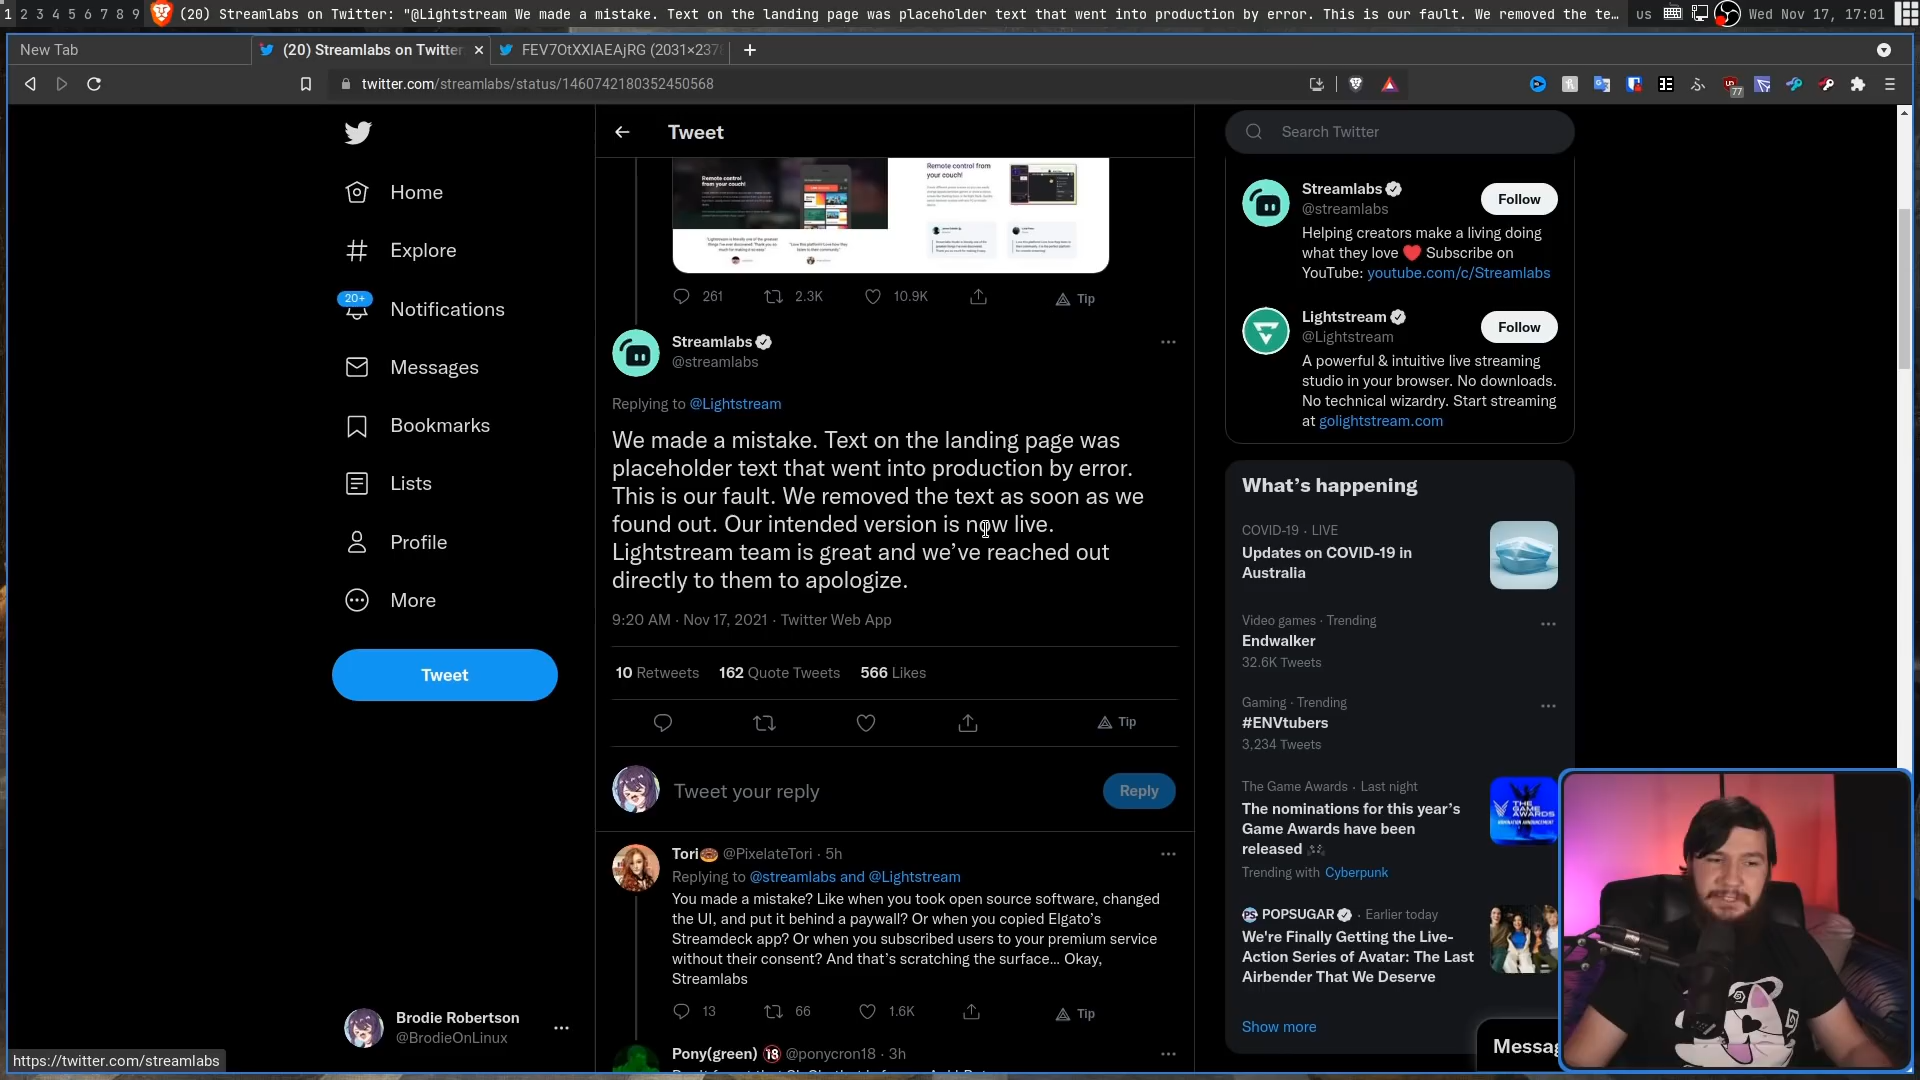 1 2 3 4 5 6 7 8 9 (20) Streamlabs on Twitter: "@Lightstream We made a mistake. Text on the landing page was placeholder text that went into production by error. This is our fault. We removed the te… us Wed Nov 17, 17:01
New Tab
(20) Streamlabs on Twitter
FEV7OtXXIAEAjRG (2031×237
twitter.com/streamlabs/status/1460742180352450568
77
Home
Explore
20+
Notifications
Messages
Bookmarks
Lists
Profile
More
Tweet
Brodie Robertson
@BrodieOnLinux
https://twitter.com/streamlabs
Tweet
Remote control
from your couch!
Remote control from
your couch!
261 2.3K 10.9K Tip
Streamlabs
@streamlabs
Replying to @Lightstream
We made a mistake. Text on the landing page was
placeholder text that went into production by error.
This is our fault. We removed the text as soon as we
found out. Our intended version is now live.
Lightstream team is great and we've reached out
directly to them to apologize.
9:20 AM · Nov 17, 2021 · Twitter Web App
10 Retweets 162 Quote Tweets 566 Likes
Tip
Tweet your reply
Reply
Tori @PixelateTori · 5h
Replying to @streamlabs and @Lightstream
You made a mistake? Like when you took open source software, changed
the UI, and put it behind a paywall? Or when you copied Elgato's
Streamdeck app? Or when you subscribed users to your premium service
without their consent? And that's scratching the surface... Okay,
Streamlabs
13 66 1.6K Tip
Pony(green) 🔞 @ponycron18 · 3h
Search Twitter
Streamlabs
@streamlabs
Follow
Helping creators make a living doing
what they love ❤️ Subscribe on
YouTube: youtube.com/c/Streamlabs
Lightstream
@Lightstream
Follow
A powerful & intuitive live streaming
studio in your browser. No downloads.
No technical wizardry. Start streaming
at golightstream.com
What's happening
COVID-19 · LIVE
Updates on COVID-19 in
Australia
Video games · Trending
Endwalker
32.6K Tweets
Gaming · Trending
#ENVtubers
3,234 Tweets
The Game Awards · Last night
The nominations for this year's
Game Awards have been
released
Trending with Cyberpunk
THE GAME AWARDS
POPSUGAR · Earlier today
We're Finally Getting the Live-
Action Series of Avatar: The Last
Airbender That We Deserve
Show more
Messag